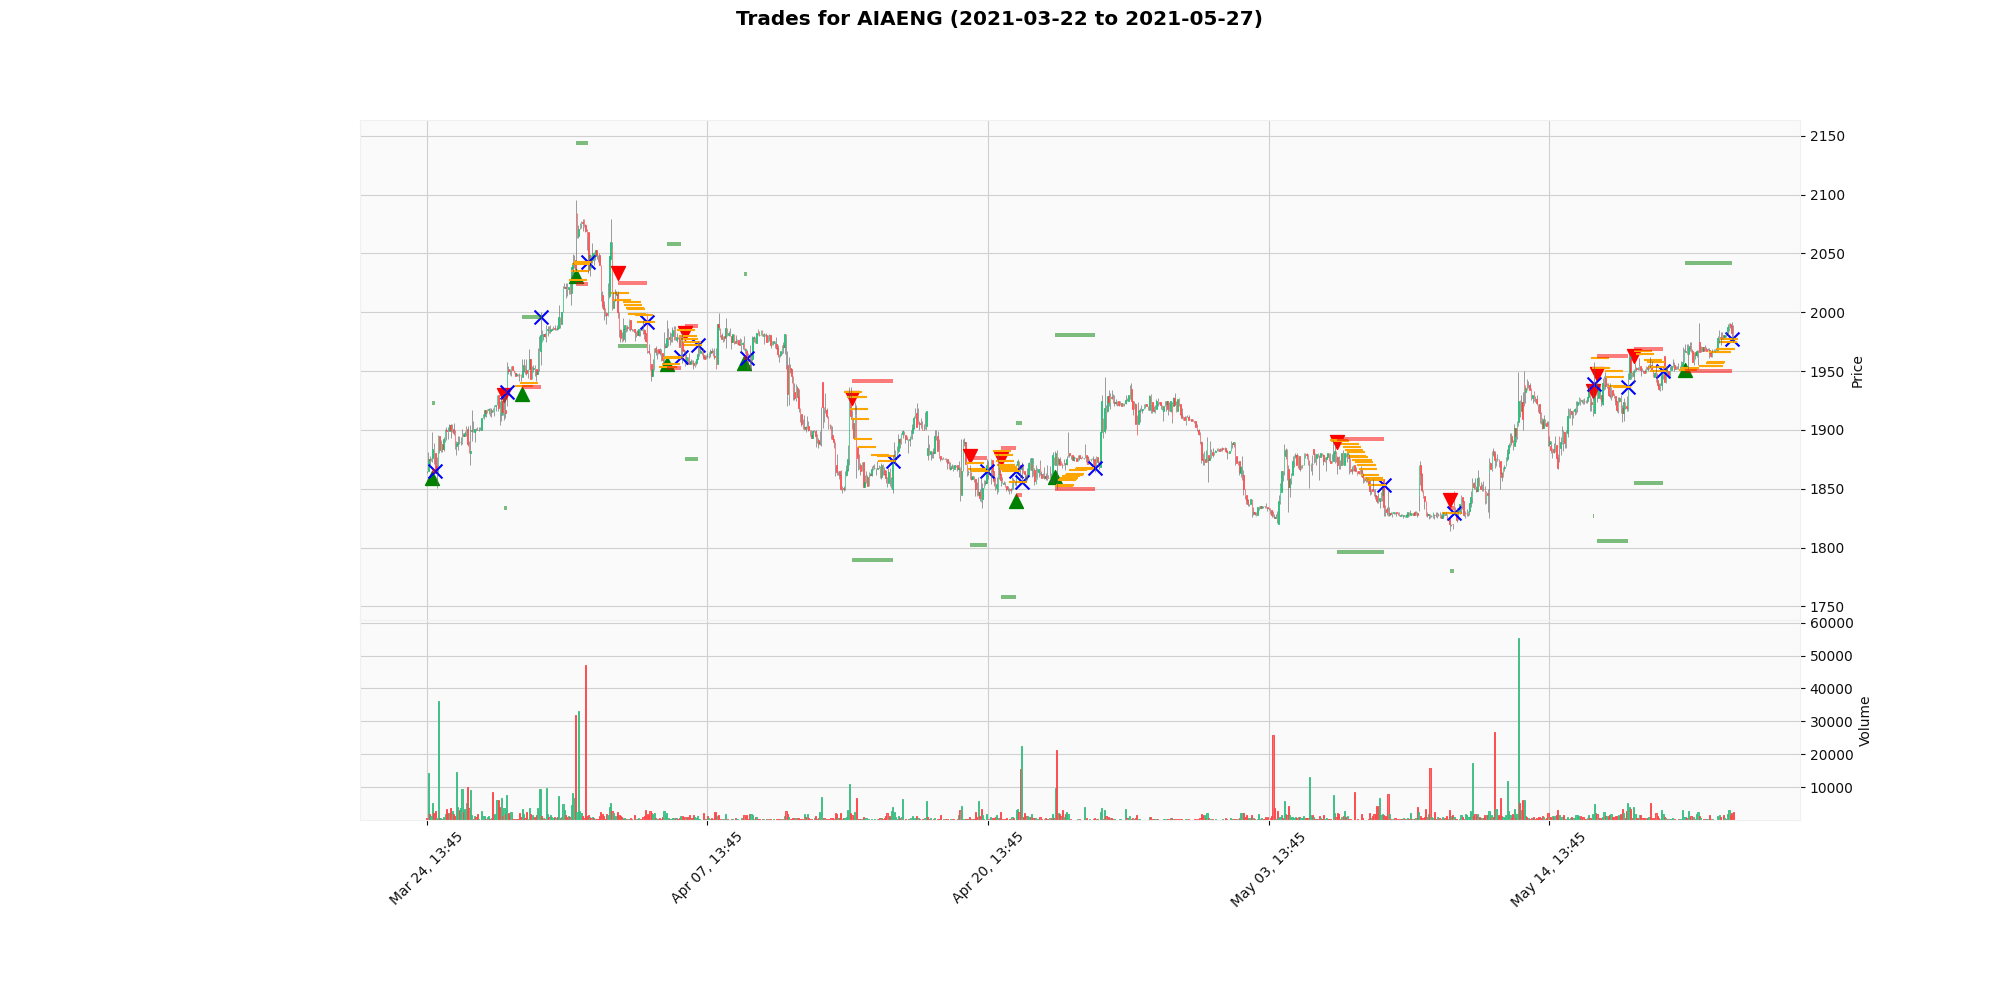 Trades for AIAENG (2021-03-22 to 2021-05-27)
2150
2100
2050
2000
1950
1900
1850
1800
1750
Price
60000
50000
40000
30000
20000
10000
Volume
Mar 24, 13:45
Apr 07, 13:45
Apr 20, 13:45
May 03, 13:45
May 14, 13:45